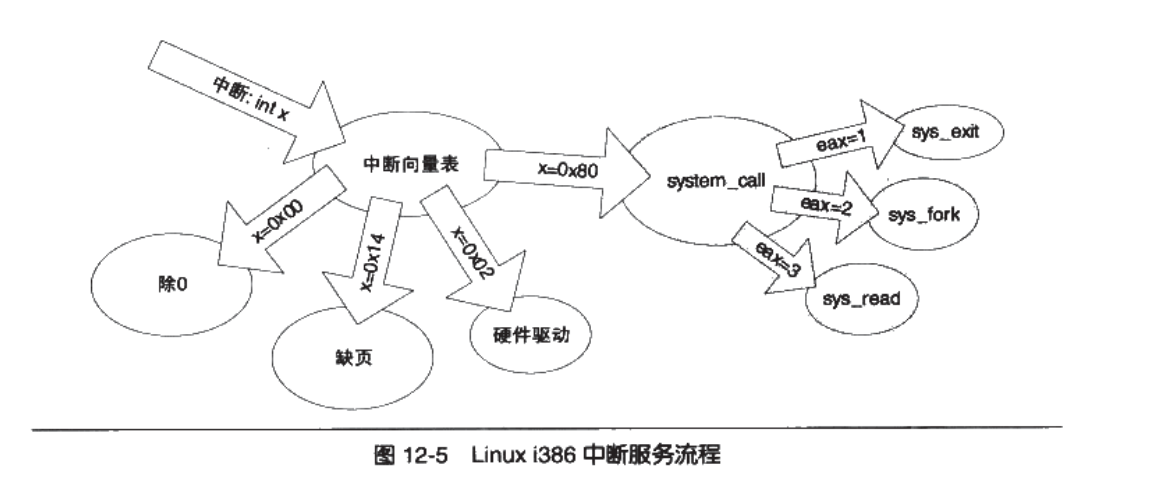 中断: int x
中断向量表
x=0x80
system_call
eax=1
sys_exit
eax=2
sys_fork
eax=3
sys_read
x=0x00
除0
x=0x14
缺页
x=0x02
硬件驱动
图 12-5 Linux i386 中断服务流程